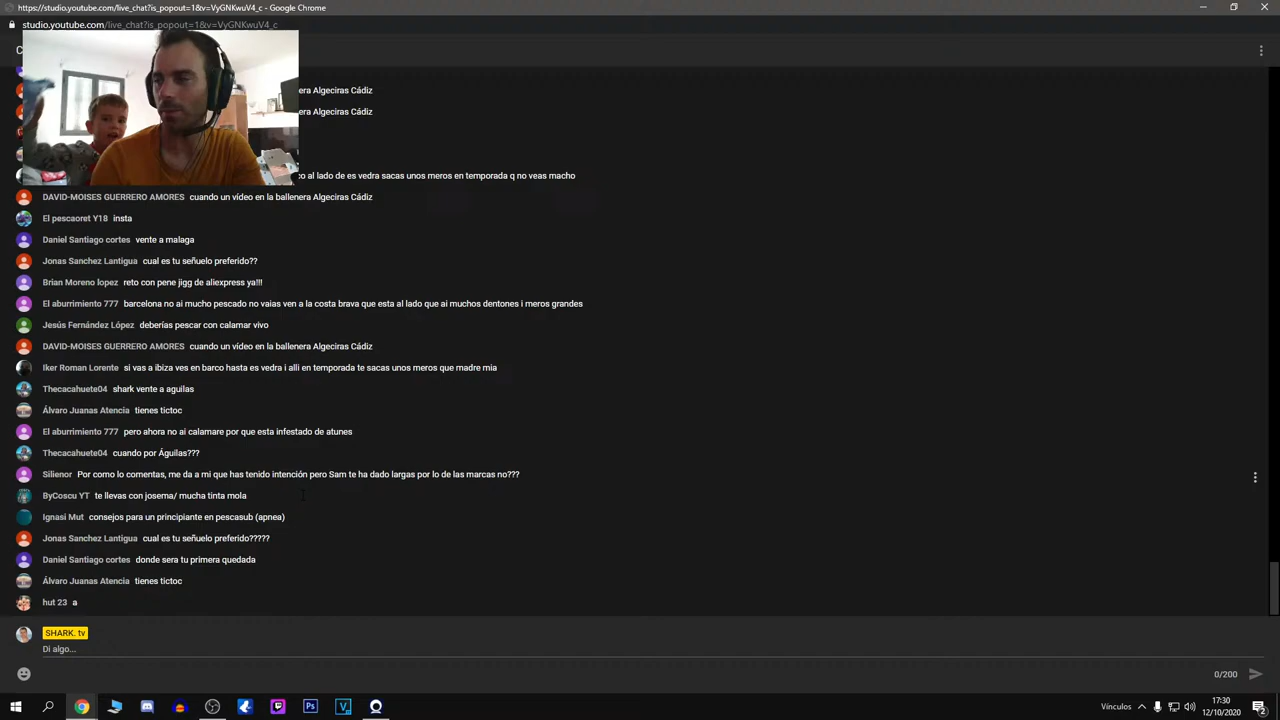 https://studio.youtube.com/live_chat?is_popout=1&v=VyGNKwuV4_c - Google Chrome
studio.youtube.com/live_chat?is_popout=1&v=VyGNKwuV4_c
C
era Algeciras Cádiz
era Algeciras Cádiz
co al lado de es vedra sacas unos meros en temporada q no veas macho
DAVID-MOISES GUERRERO AMORES cuando un vídeo en la ballenera Algeciras Cádiz
El pescaoret Y18 insta
Daniel Santiago cortes vente a malaga
Jonas Sanchez Lantigua cual es tu señuelo preferido??
Brian Moreno lopez reto con pene jigg de aliexpress ya!!!
El aburrimiento 777 barcelona no ai mucho pescado no vaias ven a la costa brava que esta al lado que ai muchos dentones i meros grandes
Jesús Fernández López deberías pescar con calamar vivo
DAVID-MOISES GUERRERO AMORES cuando un vídeo en la ballenera Algeciras Cádiz
Iker Roman Lorente si vas a ibiza ves en barco hasta es vedra i alli en temporada te sacas unos meros que madre mia
Thecacahuete04 shark vente a aguilas
Álvaro Juanas Atencia tienes tictoc
El aburrimiento 777 pero ahora no ai calamare por que esta infestado de atunes
Thecacahuete04 cuando por Águilas???
Silienor Por como lo comentas, me da a mi que has tenido intención pero Sam te ha dado largas por lo de las marcas no???
ByCoscu YT te llevas con josema/ mucha tinta mola
Ignasi Mut consejos para un principiante en pescasub (apnea)
Jonas Sanchez Lantigua cual es tu señuelo preferido?????
Daniel Santiago cortes donde sera tu primera quedada
Álvaro Juanas Atencia tienes tictoc
hut 23 a
SHARK. tv
Di algo...
0/200
Vínculos
17:30
12/10/2020